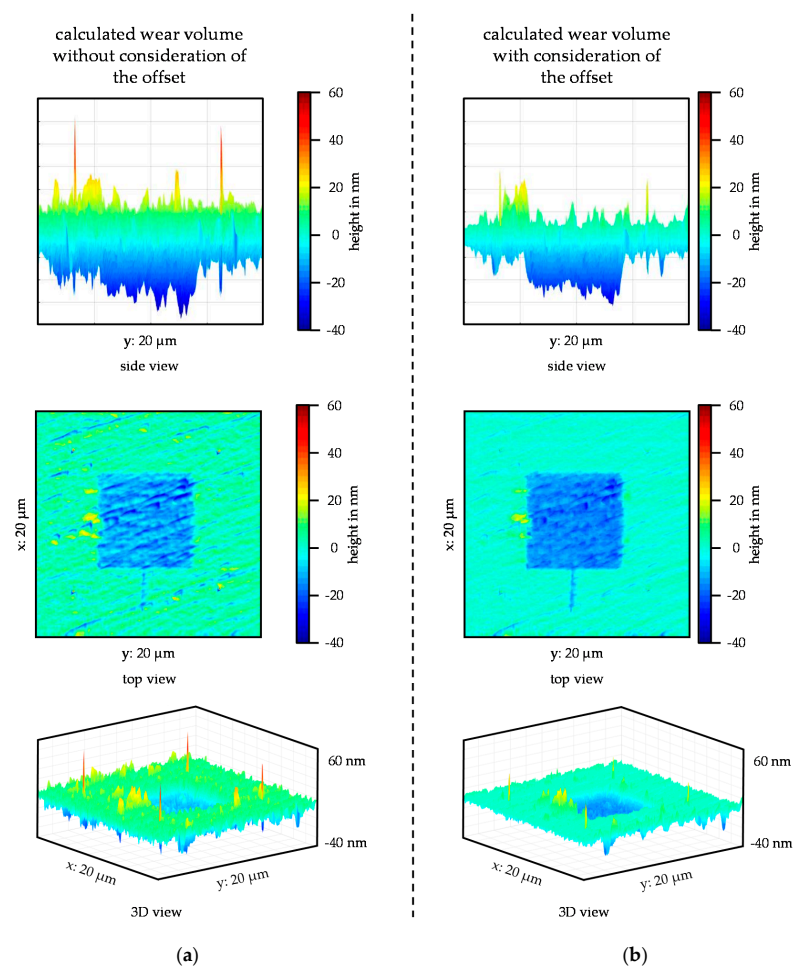 calculated wear volume
without consideration of
the offset
60
40
20
0
-20
-40
height in nm
y: 20 µm
side view
calculated wear volume
with consideration of
the offset
60
40
20
0
-20
-40
height in nm
y: 20 µm
side view
x: 20 µm
60
40
20
0
-20
-40
height in nm
y: 20 µm
top view
x: 20 µm
60
40
20
0
-20
-40
height in nm
y: 20 µm
top view
60 nm
-40 nm
x: 20 µm
y: 20 µm
3D view
60 nm
-40 nm
x: 20 µm
y: 20 µm
3D view
(a)
(b)